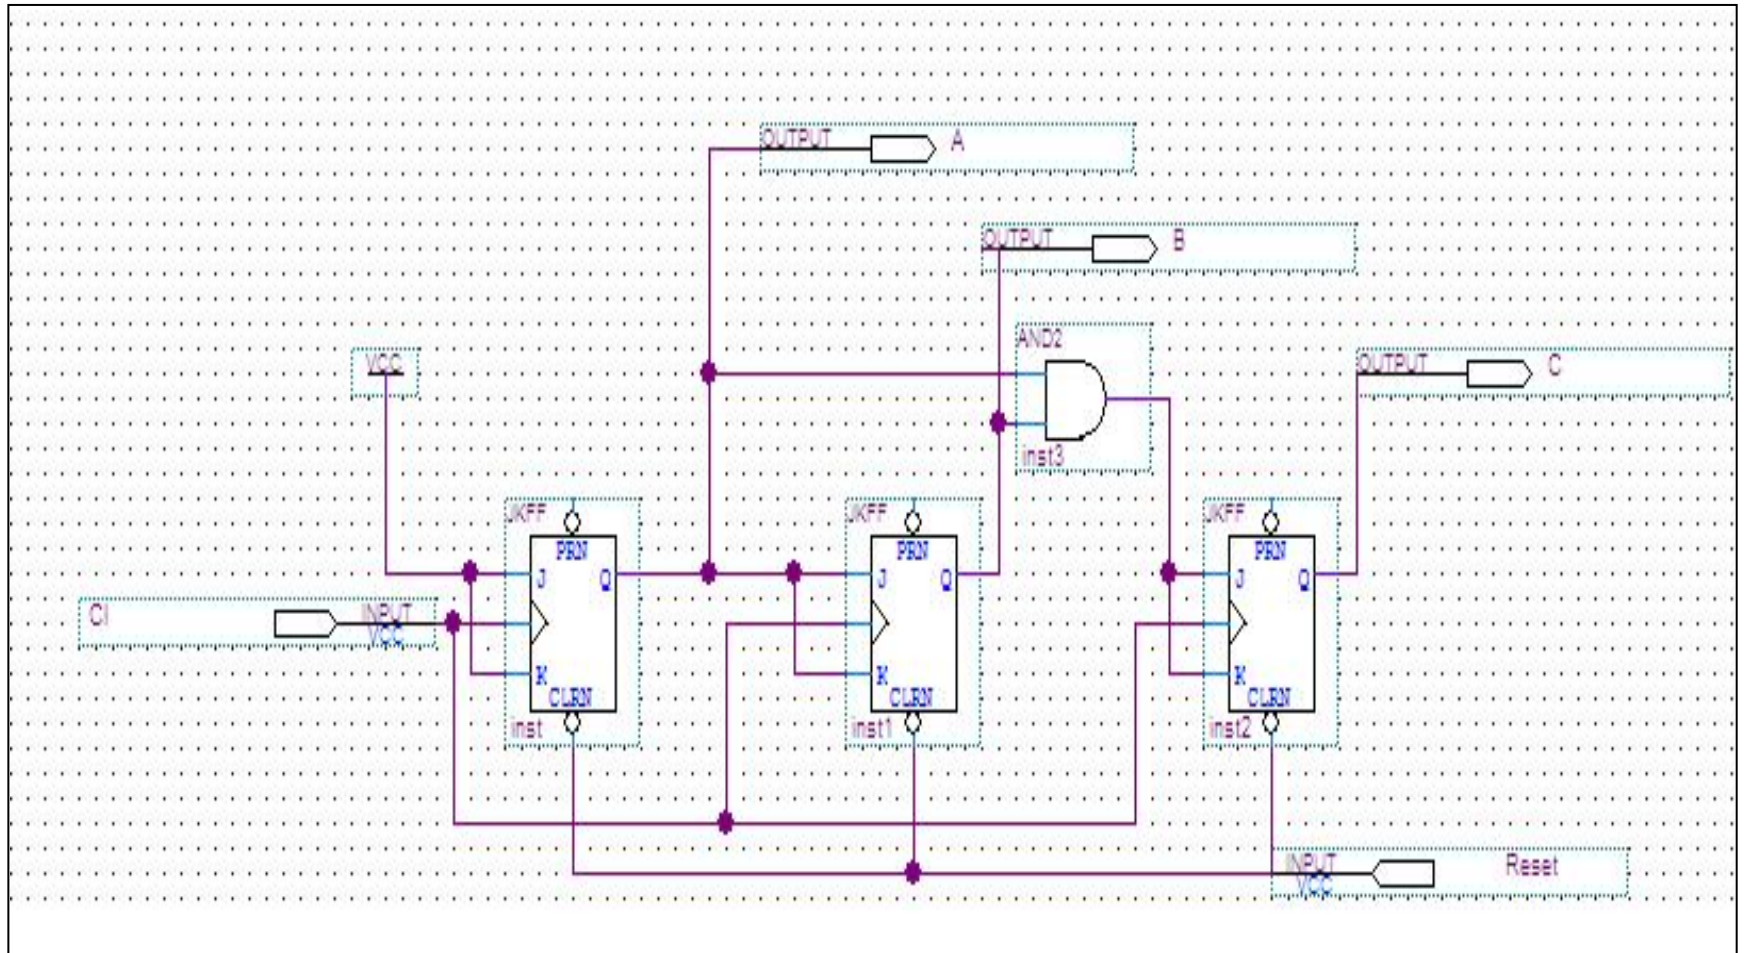 OUTPUT A
OUTPUT B
AND2
VCC
OUTPUT C
inst3
JKFF
JKFF
JKFF
PRN
PRN
PRN
J Q
J Q
J Q
CI INPUT
VCC
K
K
K
CLRN
CLRN
CLRN
inst
inst1
inst2
INPUT Reset
VCC